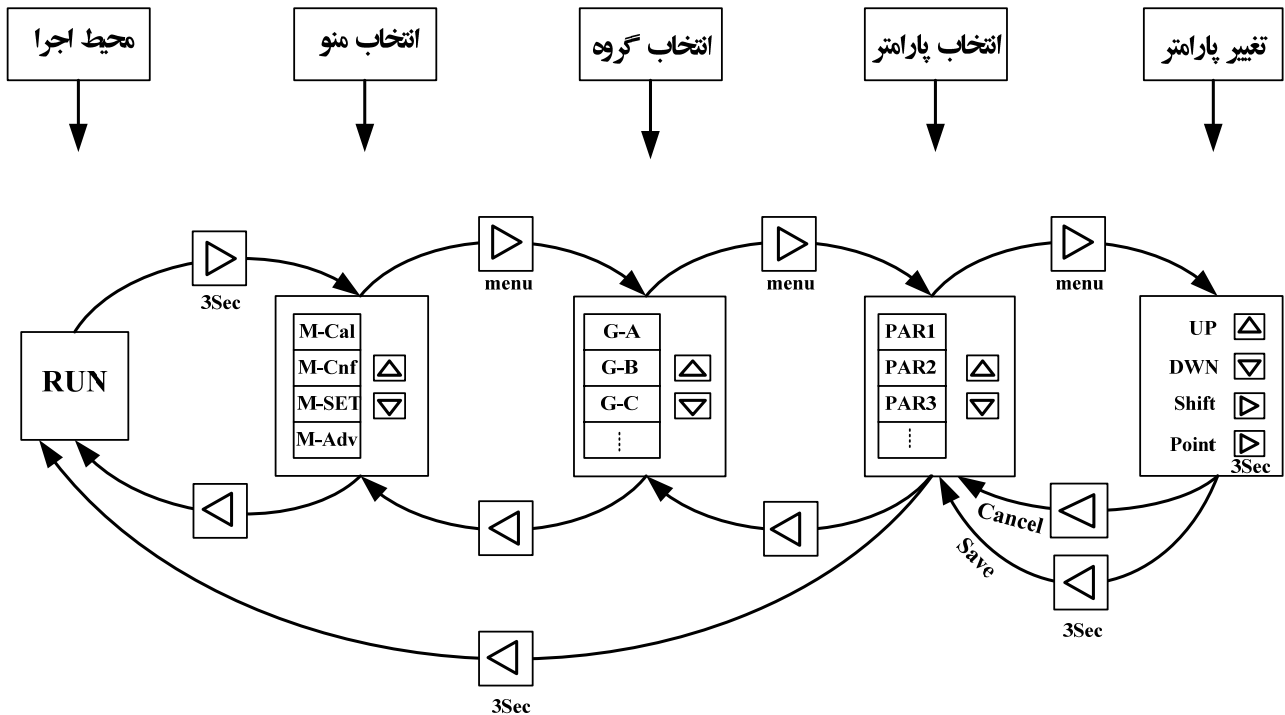 محیط اجرا
انتخاب منو
انتخاب گروه
انتخاب پارامتر
تغییر پارامتر
3Sec
menu
menu
menu
RUN
M-Cal
M-Cnf
M-SET
M-Adv
G-A
G-B
G-C
PAR1
PAR2
PAR3
UP
DWN
Shift
Point
3Sec
Cancel
Save
3Sec
3Sec